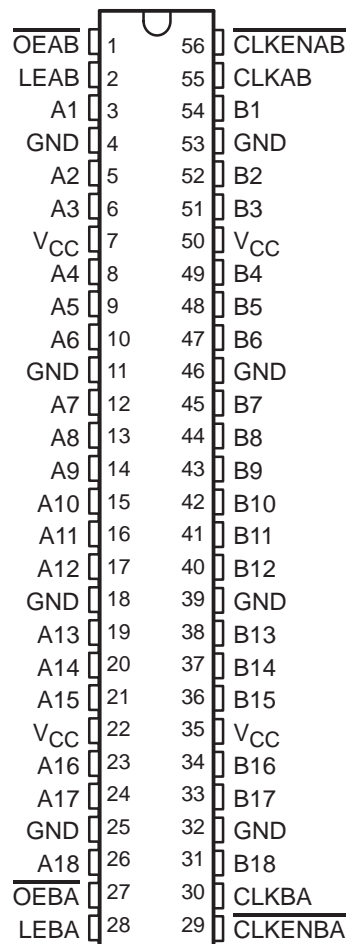 O̅E̅A̅B̅ 1 56 C̅L̅K̅E̅N̅A̅B̅
LEAB 2 55 CLKAB
A1 3 54 B1
GND 4 53 GND
A2 5 52 B2
A3 6 51 B3
VCC 7 50 VCC
A4 8 49 B4
A5 9 48 B5
A6 10 47 B6
GND 11 46 GND
A7 12 45 B7
A8 13 44 B8
A9 14 43 B9
A10 15 42 B10
A11 16 41 B11
A12 17 40 B12
GND 18 39 GND
A13 19 38 B13
A14 20 37 B14
A15 21 36 B15
VCC 22 35 VCC
A16 23 34 B16
A17 24 33 B17
GND 25 32 GND
A18 26 31 B18
O̅E̅B̅A̅ 27 30 CLKBA
LEBA 28 29 C̅L̅K̅E̅N̅B̅A̅